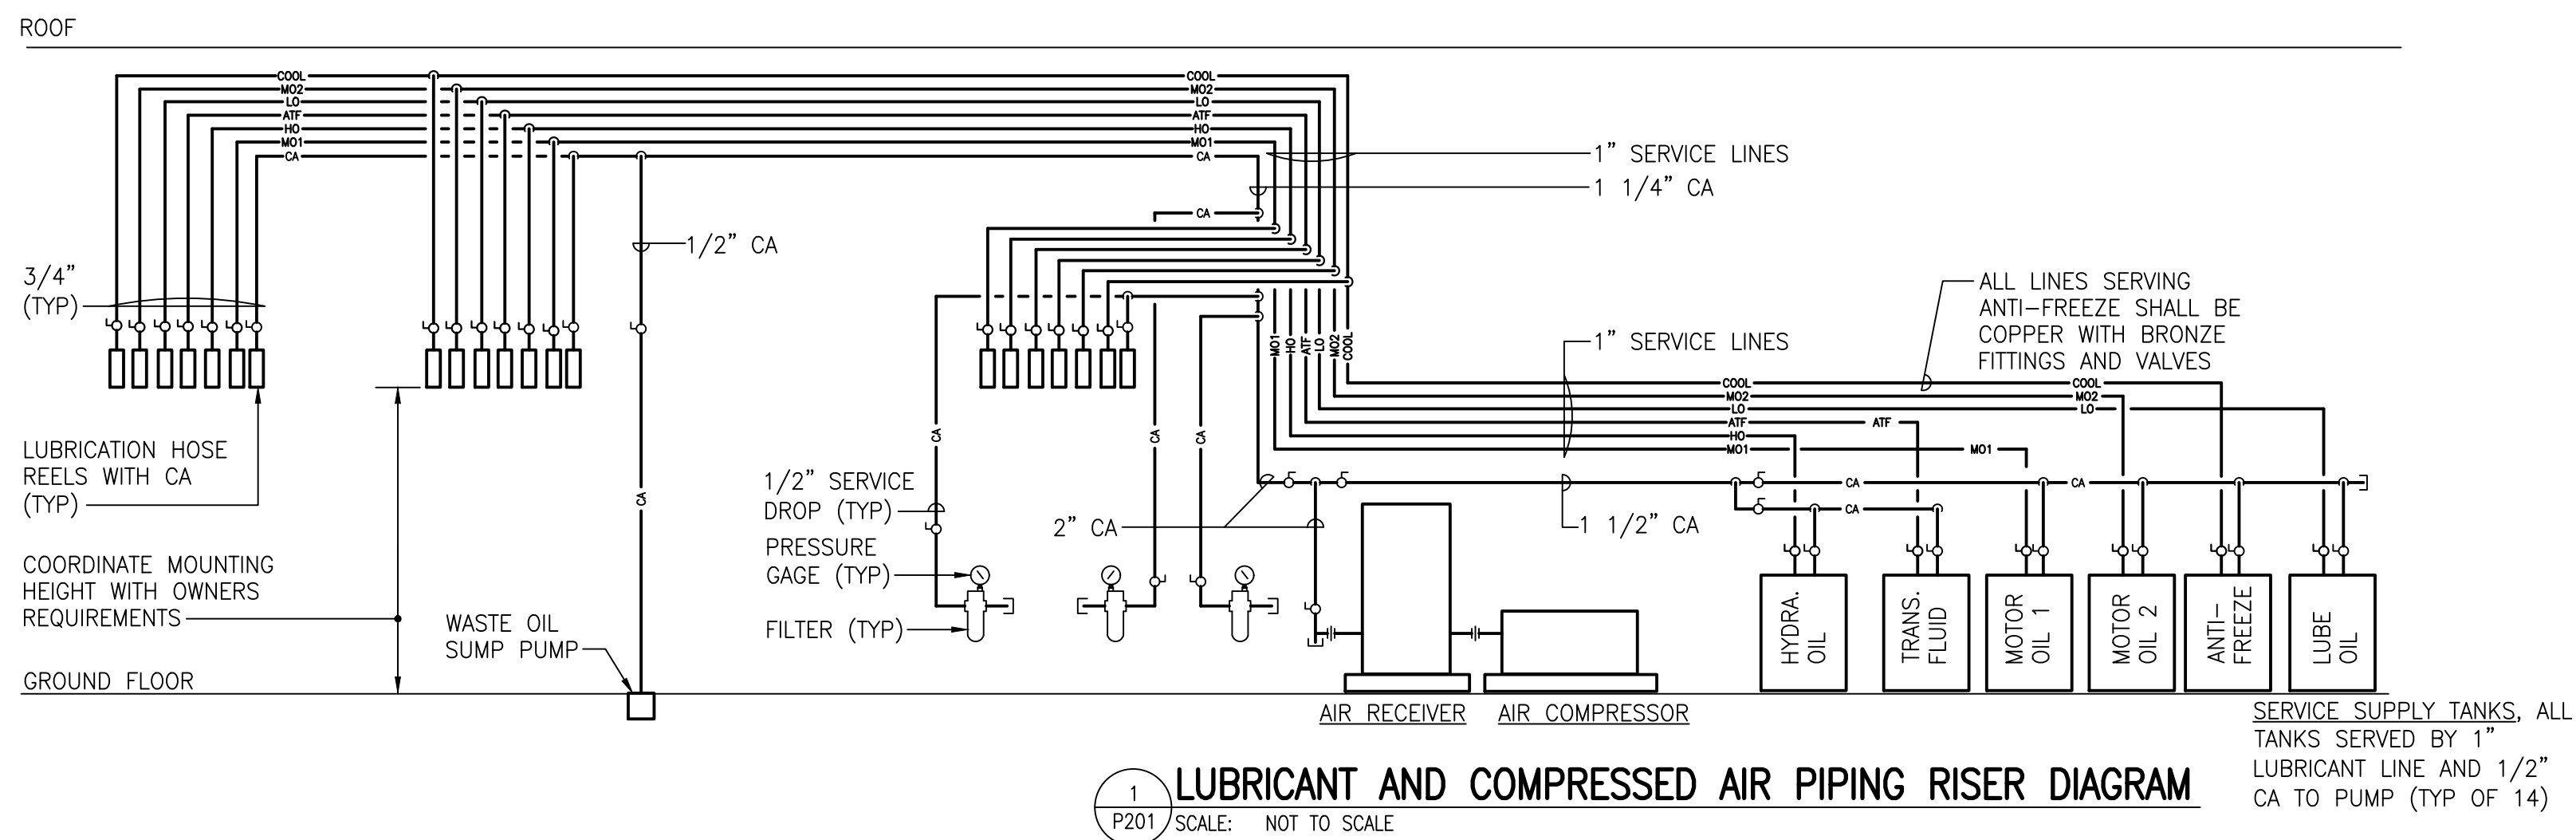 ROOF
COOL
MO2
LO
ATF
HO
MO1
CA
COOL
MO2
LO
ATF
HO
MO1
CA
1" SERVICE LINES
1 1/4" CA
CA
1/2" CA
3/4"
(TYP)
ALL LINES SERVING
ANTI-FREEZE SHALL BE
COPPER WITH BRONZE
FITTINGS AND VALVES
1" SERVICE LINES
MO1
HO
ATF
LO
MO2
COOL
COOL
MO2
LO
ATF
HO
MO1
COOL
MO2
LO
ATF
MO1
CA
CA
CA
CA
LUBRICATION HOSE
REELS WITH CA
(TYP)
1/2" SERVICE
DROP (TYP)
2" CA
1 1/2" CA
CA
CA
CA
PRESSURE
GAGE (TYP)
COORDINATE MOUNTING
HEIGHT WITH OWNERS
REQUIREMENTS
WASTE OIL
SUMP PUMP
FILTER (TYP)
HYDRA.
OIL
TRANS.
FLUID
MOTOR
OIL 1
MOTOR
OIL 2
ANTI-
FREEZE
LUBE
OIL
GROUND FLOOR
AIR RECEIVER
AIR COMPRESSOR
SERVICE SUPPLY TANKS, ALL
TANKS SERVED BY 1"
LUBRICANT LINE AND 1/2"
CA TO PUMP (TYP OF 14)
1
P201
LUBRICANT AND COMPRESSED AIR PIPING RISER DIAGRAM
SCALE: NOT TO SCALE